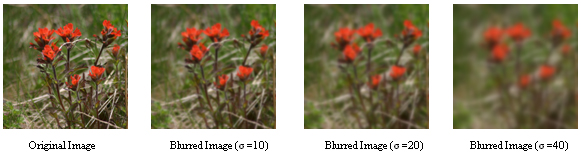 Original Image
Blurred Image (σ=10)
Blurred Image (σ=20)
Blurred Image (σ=40)